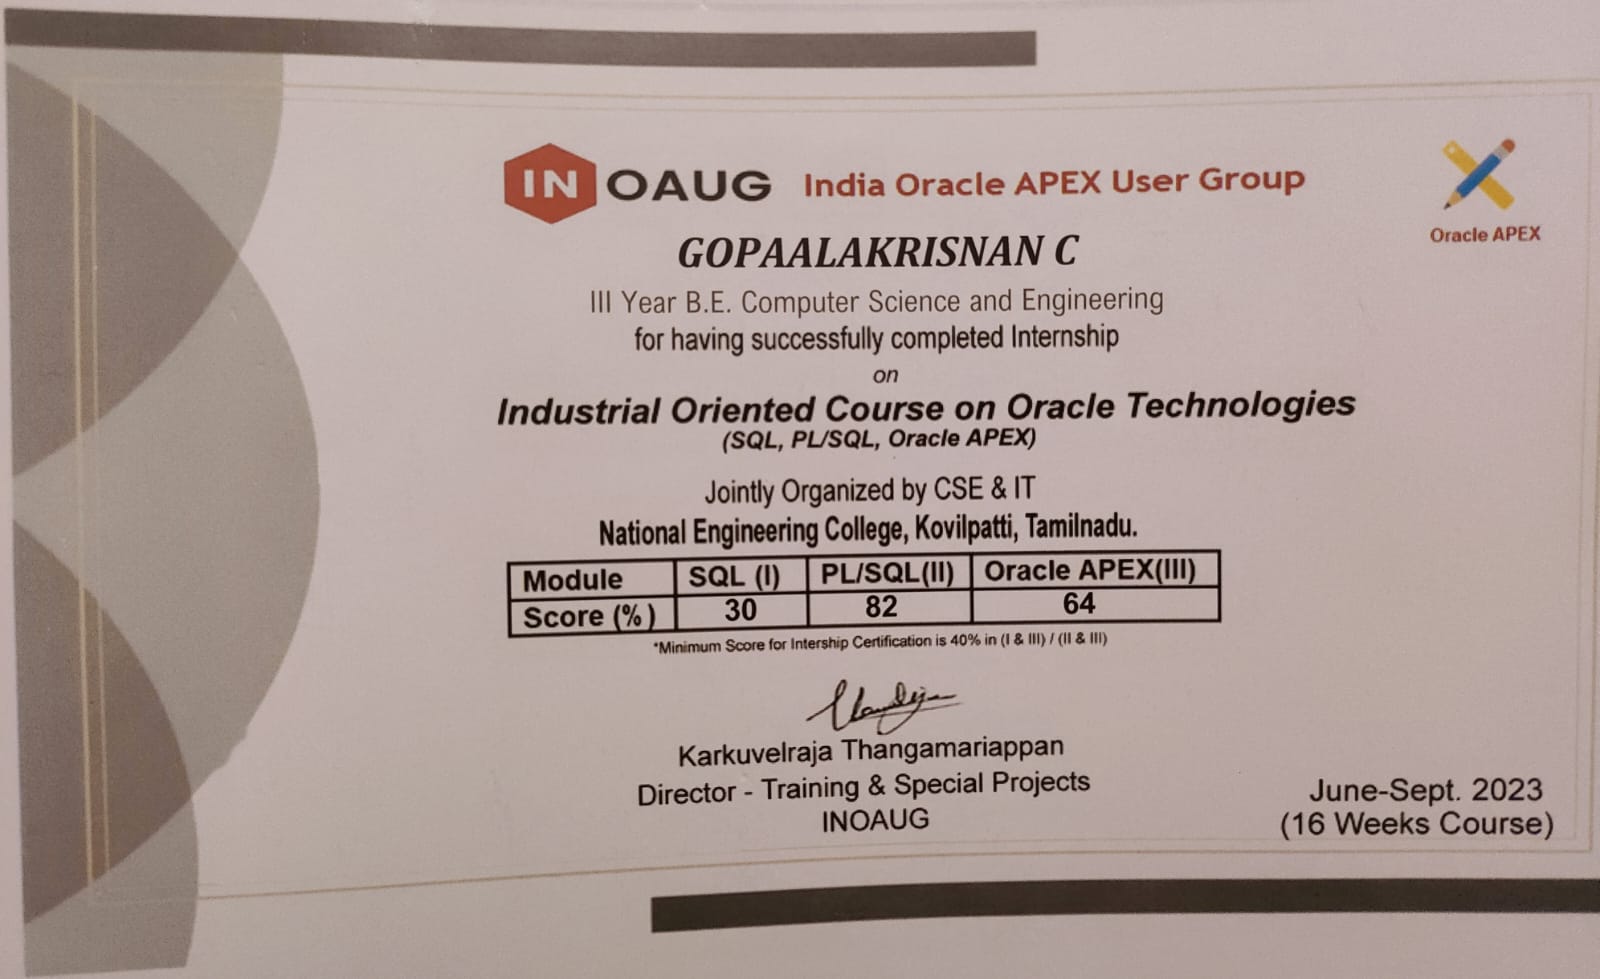 IN OAUG India Oracle APEX User Group
Oracle APEX
GOPAALAKRISNAN C
III Year B.E. Computer Science and Engineering
for having successfully completed Internship
on
Industrial Oriented Course on Oracle Technologies
(SQL, PL/SQL, Oracle APEX)
Jointly Organized by CSE & IT
National Engineering College, Kovilpatti, Tamilnadu.
Module SQL (I) PL/SQL(II) Oracle APEX(III)
Score (%) 30 82 64
*Minimum Score for Intership Certification is 40% in (I & III) / (II & III)
Karkuvelraja Thangamariappan
Director - Training & Special Projects
INOAUG
June-Sept. 2023
(16 Weeks Course)